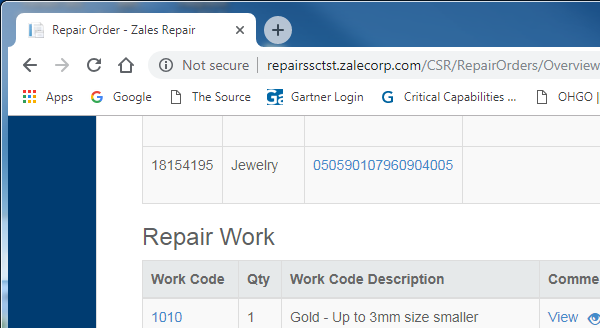 Repair Order - Zales Repair
Not secure | repairssctst.zalecorp.com/CSR/RepairOrders/Overview
Apps Google The Source Gartner Login Critical Capabilities ... OHGO |
18154195 Jewelry 050590107960904005
Repair Work
Work Code Qty Work Code Description Comme
1010 1 Gold - Up to 3mm size smaller View